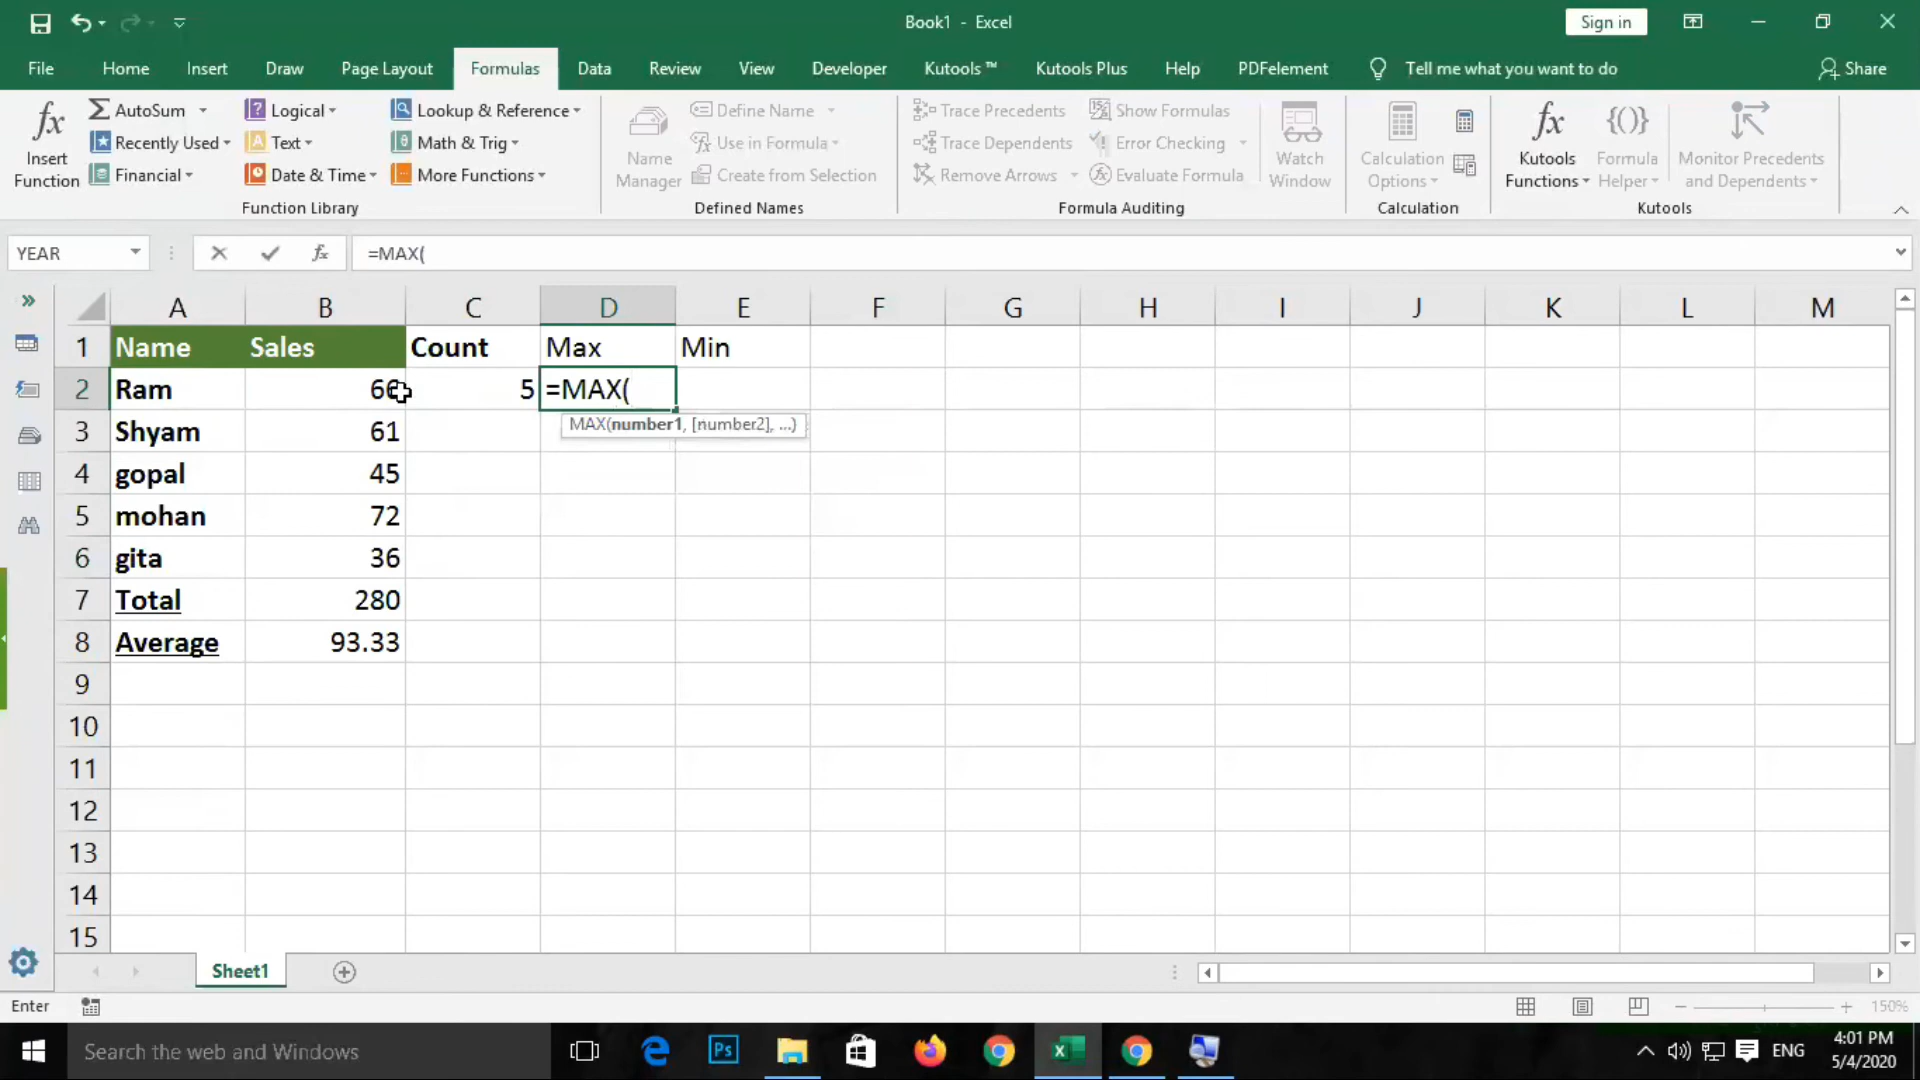 Book1 - Excel
Sign in
File Home Insert Draw Page Layout Formulas Data Review View Developer Kutools ™ Kutools Plus Help PDFelement Tell me what you want to do Share
fx Insert Function
AutoSum
Recently Used
Financial
Logical
Text
Date & Time
Lookup & Reference
Math & Trig
More Functions
Function Library
Name Manager
Define Name
Use in Formula
Create from Selection
Defined Names
Trace Precedents
Trace Dependents
Remove Arrows
Show Formulas
Error Checking
Evaluate Formula
Formula Auditing
Watch Window
Calculation Options
Calculation
fx Kutools Functions
Formula Helper
Monitor Precedents and Dependents
Kutools
YEAR fx =MAX(
A B C D E F G H I J K L M
1 Name Sales Count Max Min
2 Ram 5 =MAX(
MAX(number1, [number2], ...)
3 Shyam 61
4 gopal 45
5 mohan 72
6 gita 36
7 Total 280
8 Average 93.33
9
10
11
12
13
14
15
Sheet1
Enter 150%
Search the web and Windows
Ps
ENG
4:01 PM
5/4/2020